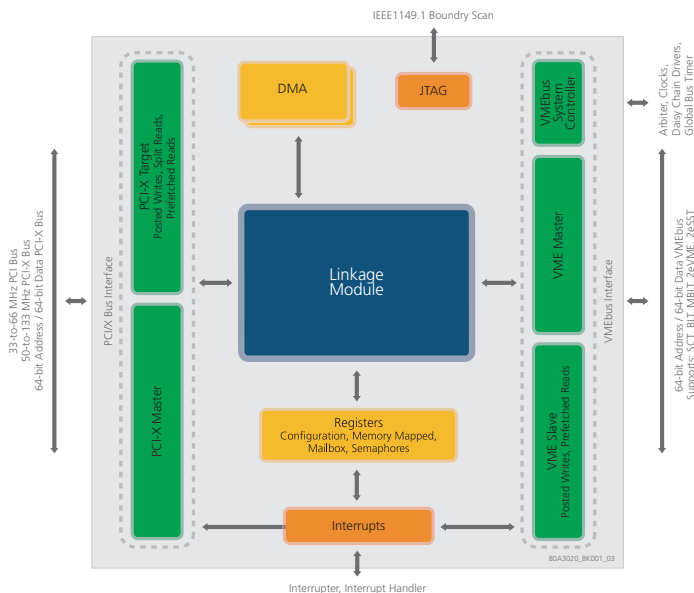 IEEE1149.1 Boundry Scan
DMA
JTAG
VMEbus
System
Controller
Arbiter, Clocks,
Daisy Chain Drivers,
Global Bus Timer
PCI-X Target
Posted Writes, Split Reads,
Prefetched Reads
PCI-X Master
PCI/X Bus Interface
33-to-66 MHz PCI Bus
50-to-133 MHz PCI-X Bus
64-bit Address / 64-bit Data PCI-X Bus
Linkage
Module
VME Master
VME Slave
Posted Writes, Prefetched Reads
VMEbus Interface
64-bit Address / 64-bit Data VMEbus
Supports: SCT, BLT, MBLT, 2eVME, 2eSST
Registers
Configuration, Memory Mapped,
Mailbox, Semaphores
Interrupts
80A3020_BK001_03
Interrupter, Interrupt Handler